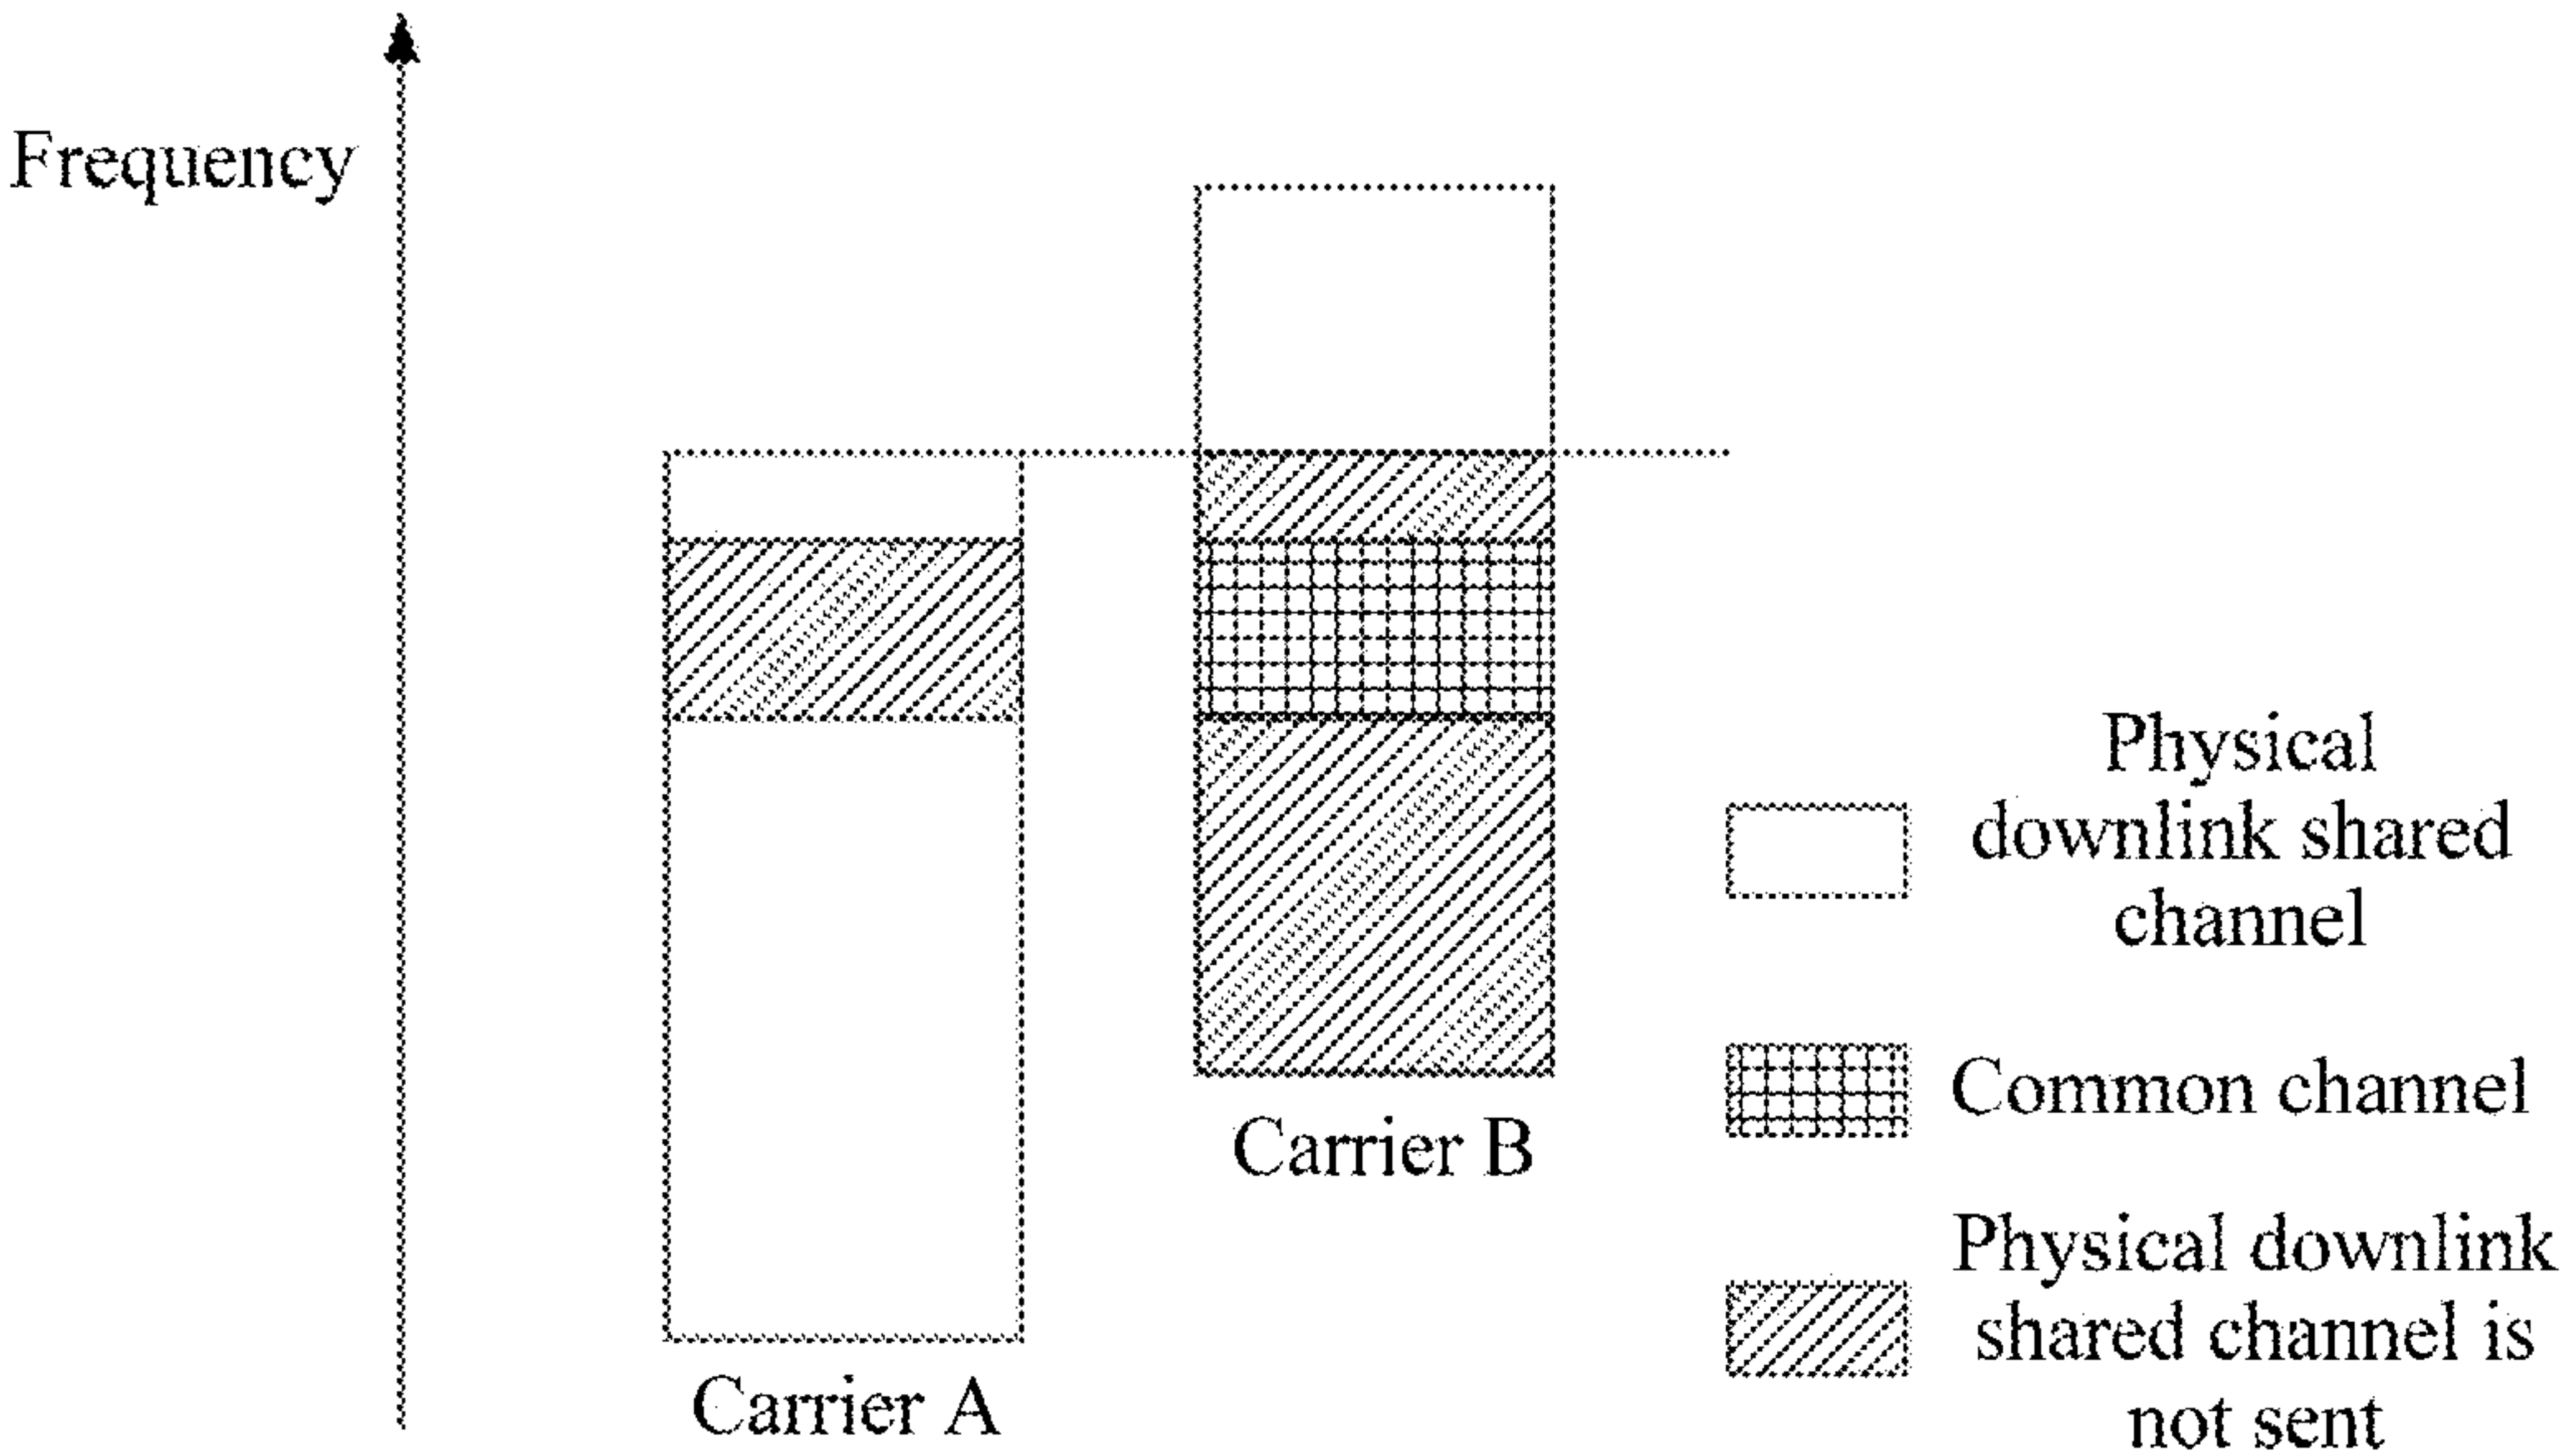 Frequency
Carrier A
Carrier B
Physical
downlink shared
channel
Common channel
Physical downlink
shared channel is
not sent